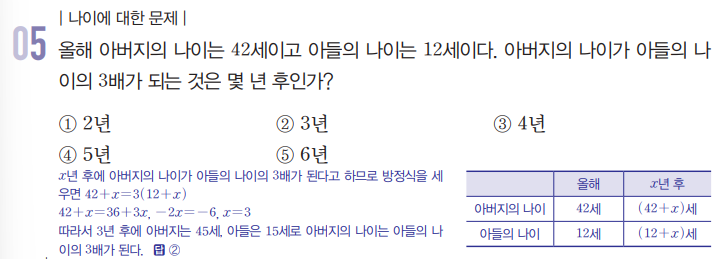 | 나이에 대한 문제 |
05 올해 아버지의 나이는 42세이고 아들의 나이는 12세이다. 아버지의 나이가 아들의 나
이의 3배가 되는 것은 몇 년 후인가?
① 2년 ② 3년 ③ 4년
④ 5년 ⑤ 6년
x년 후에 아버지의 나이가 아들의 나이의 3배가 된다고 하므로 방정식을 세
우면 42+x=3(12+x)
42+x=36+3x, -2x=-6, x=3
따라서 3년 후에 아버지는 45세, 아들은 15세로 아버지의 나이는 아들의 나
이의 3배가 된다. 답 ②
올해 x년 후
아버지의 나이 42세 (42+x)세
아들의 나이 12세 (12+x)세